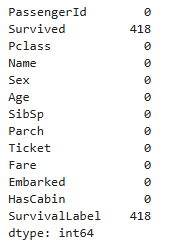 PassengerId 0
Survived 418
Pclass 0
Name 0
Sex 0
Age 0
SibSp 0
Parch 0
Ticket 0
Fare 0
Embarked 0
HasCabin 0
SurvivalLabel 418
dtype: int64